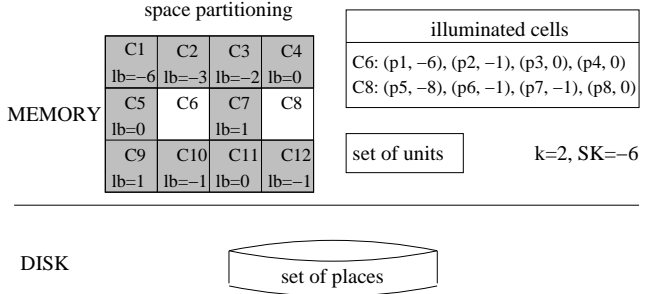 space partitioning
C1 C2 C3 C4
lb=−6 lb=−3 lb=−2 lb=0
C5 C6 C7 C8
lb=0 lb=1
C9 C10 C11 C12
lb=1 lb=−1 lb=0 lb=−1
MEMORY
illuminated cells
C6: (p1, −6), (p2, −1), (p3, 0), (p4, 0)
C8: (p5, −8), (p6, −1), (p7, −1), (p8, 0)
set of units
k=2, SK=−6
DISK
set of places